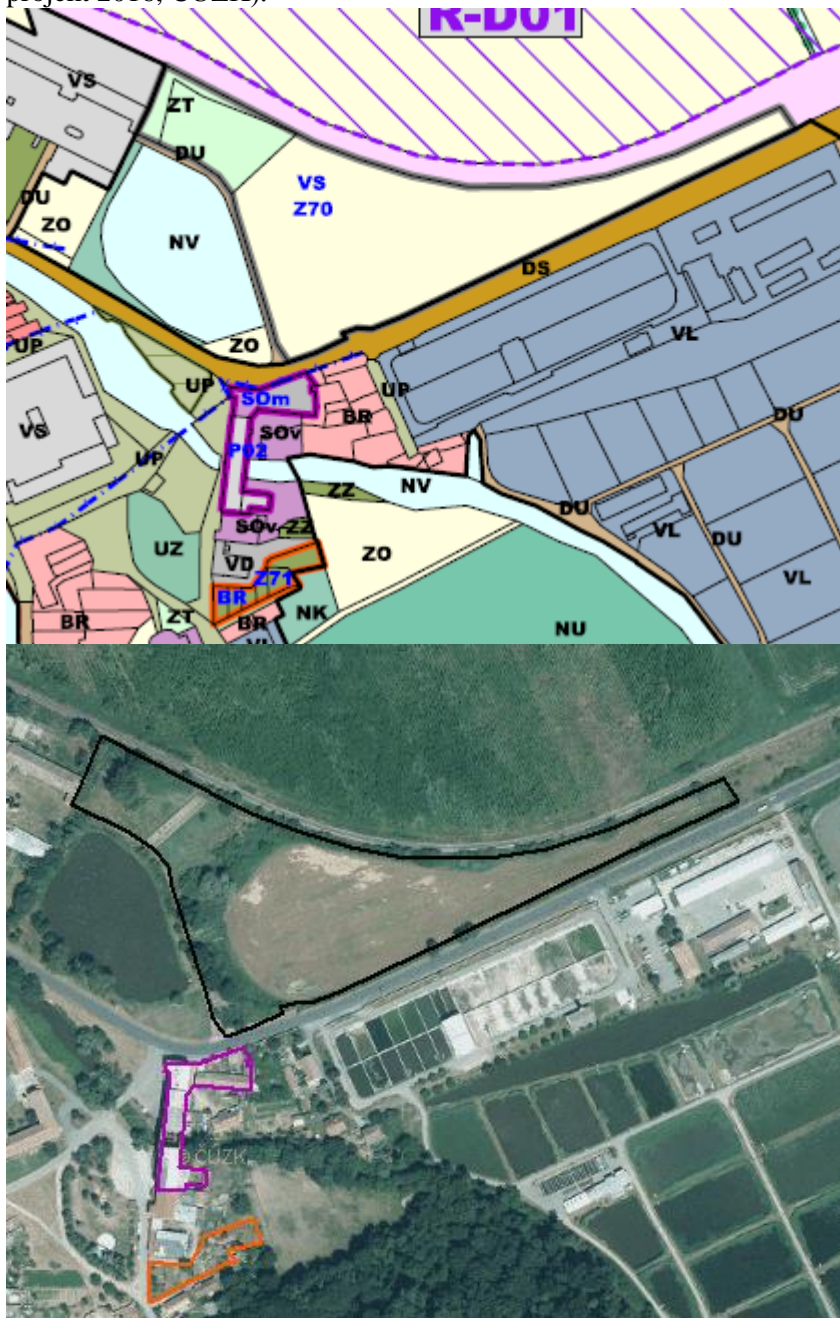 projekt 2016, ČÚZK).
R-D01
VS
ZT
DU
VS
Z70
DU
ZO
NV
DS
ZO
VL
UP
UP
SOm
UP
BR
SOv
DU
VS
P02
UP
NV
ZZ
DU
SOv
ZZ
VL
DU
UZ
VD
ZO
Z71
VL
BR
BR
ZT
BR
NK
NU
VL
ČÚZK